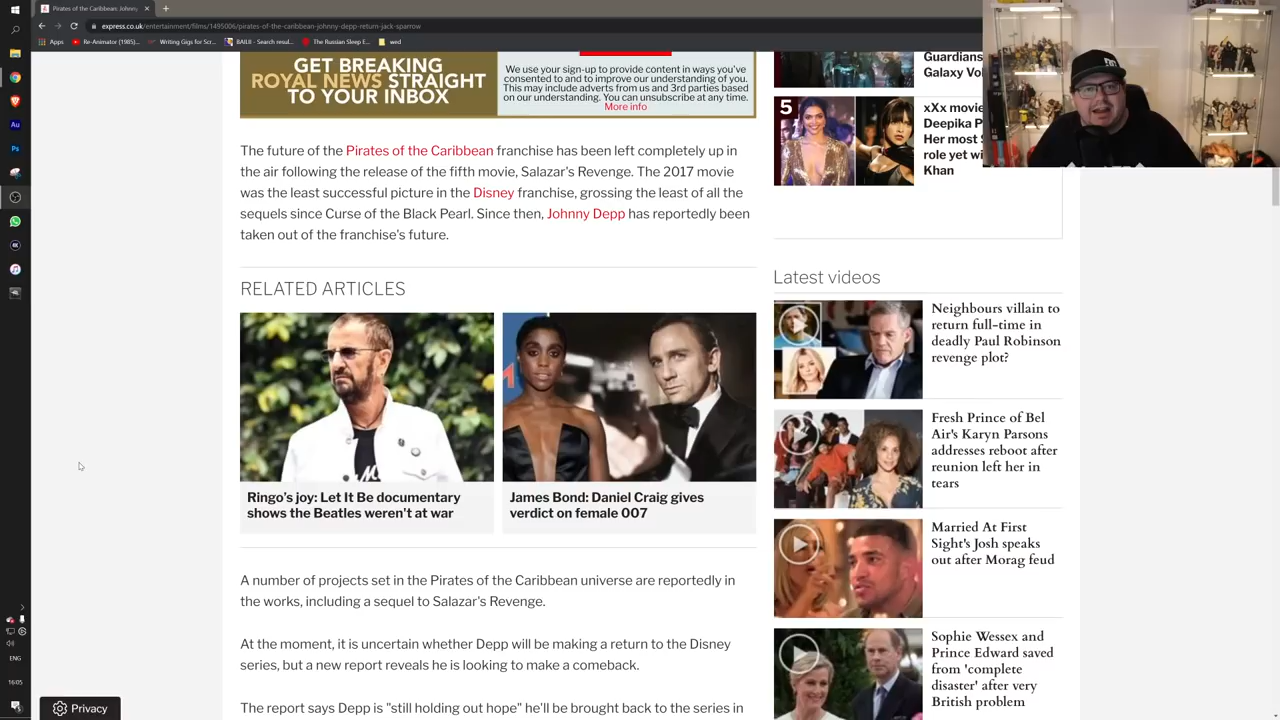 Pirates of the Caribbean: Johnny
express.co.uk/entertainment/films/1495006/pirates-of-the-caribbean-johnny-depp-return-jack-sparrow
Apps
Re-Animator (1985)...
Writing Gigs for Scr...
BAILII - Search resul...
The Russian Sleep E...
wed
GET BREAKING
ROYAL NEWS STRAIGHT
TO YOUR INBOX
We use your sign-up to provide content in ways you've
consented to and to improve our understanding of you.
This may include adverts from us and 3rd parties based
on our understanding. You can unsubscribe at any time.
More info
The future of the Pirates of the Caribbean franchise has been left completely up in
the air following the release of the fifth movie, Salazar's Revenge. The 2017 movie
was the least successful picture in the Disney franchise, grossing the least of all the
sequels since Curse of the Black Pearl. Since then, Johnny Depp has reportedly been
taken out of the franchise's future.
RELATED ARTICLES
Ringo's joy: Let It Be documentary
shows the Beatles weren't at war
James Bond: Daniel Craig gives
verdict on female 007
A number of projects set in the Pirates of the Caribbean universe are reportedly in
the works, including a sequel to Salazar's Revenge.
At the moment, it is uncertain whether Depp will be making a return to the Disney
series, but a new report reveals he is looking to make a comeback.
The report says Depp is "still holding out hope" he'll be brought back to the series in
Guardians
Galaxy Vol
5
xXx movie
Deepika P
Her most S
role yet wi
Khan
Latest videos
Neighbours villain to
return full-time in
deadly Paul Robinson
revenge plot?
Fresh Prince of Bel
Air's Karyn Parsons
addresses reboot after
reunion left her in
tears
Married At First
Sight's Josh speaks
out after Morag feud
Sophie Wessex and
Prince Edward saved
from 'complete
disaster' after very
British problem
Au
Ps
ENG
16:05
Privacy